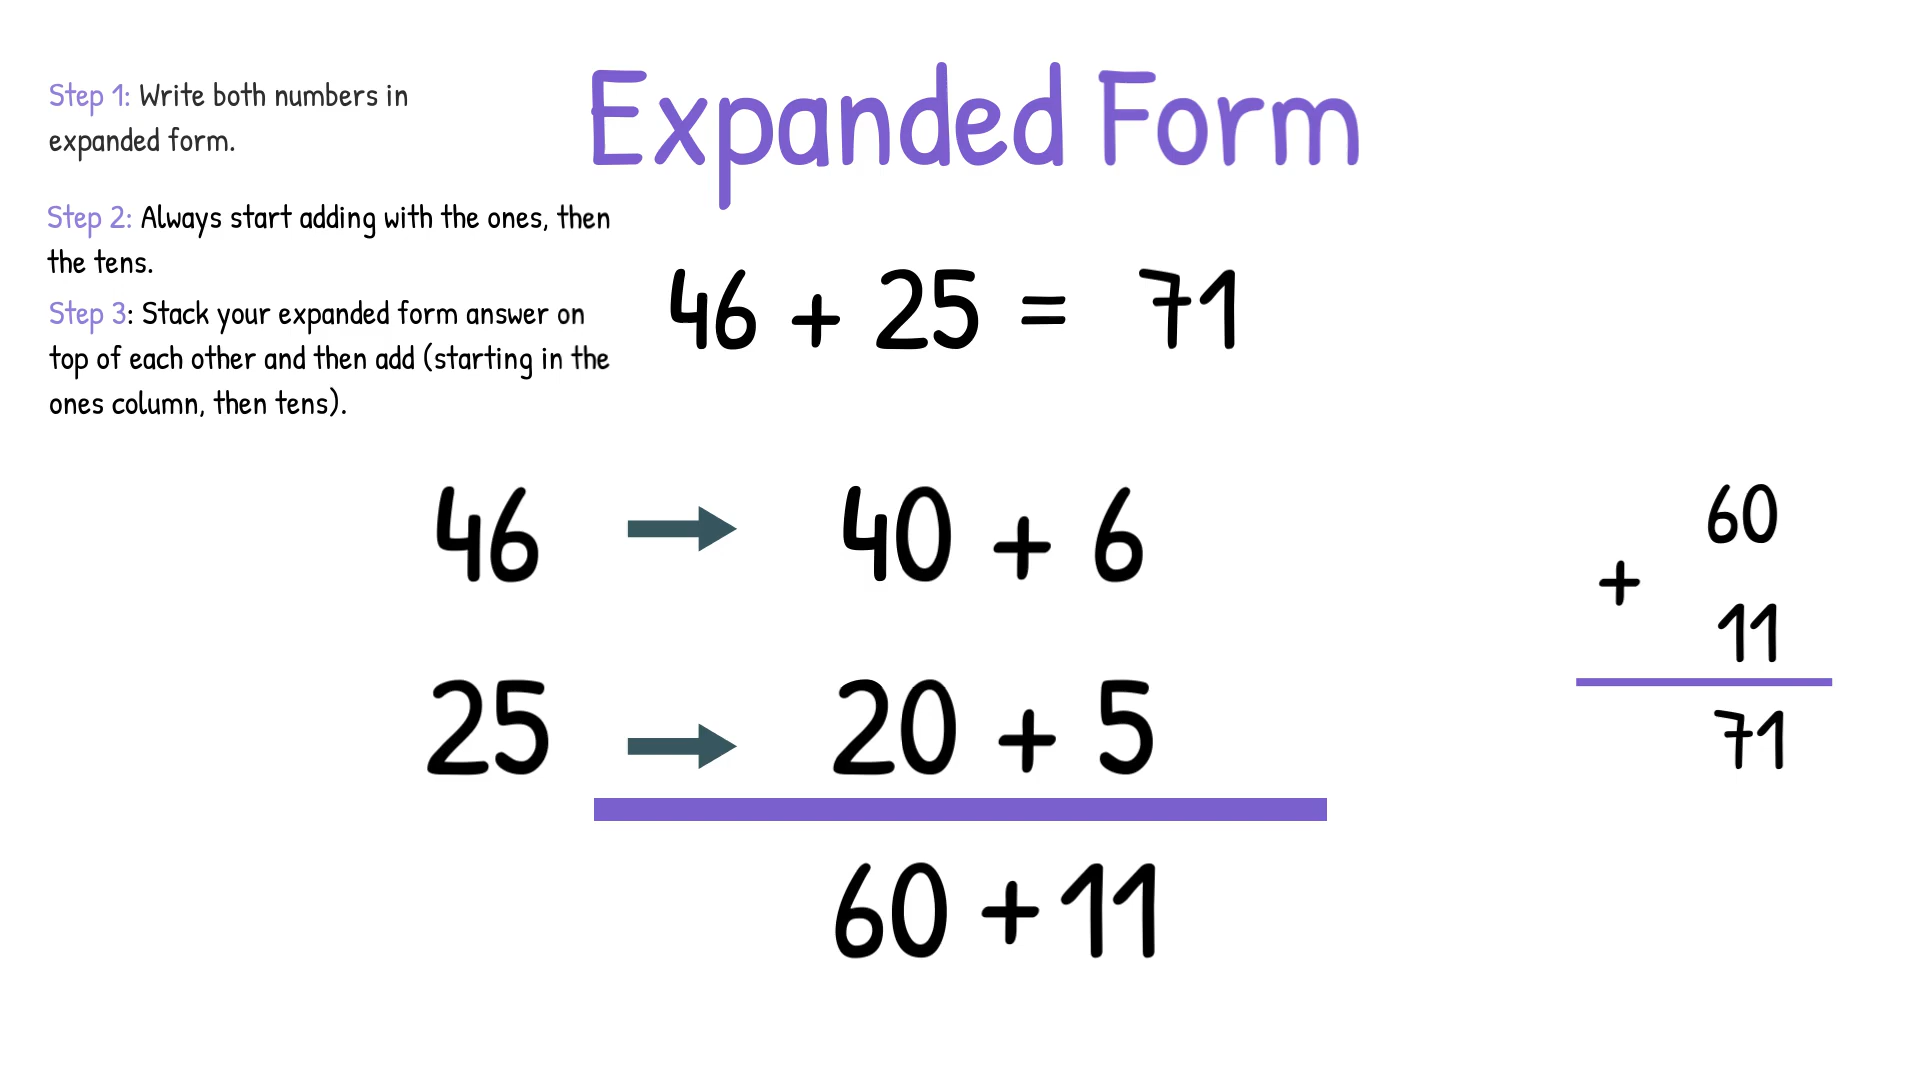 Expanded Form
Step 1: Write both numbers in
expanded form.
Step 2: Always start adding with the ones, then
the tens.
Step 3: Stack your expanded form answer on
top of each other and then add (starting in the
ones column, then tens).
46 + 25 = 71
46 40 + 6
25 20 + 5
60 + 11
60
+
11
71